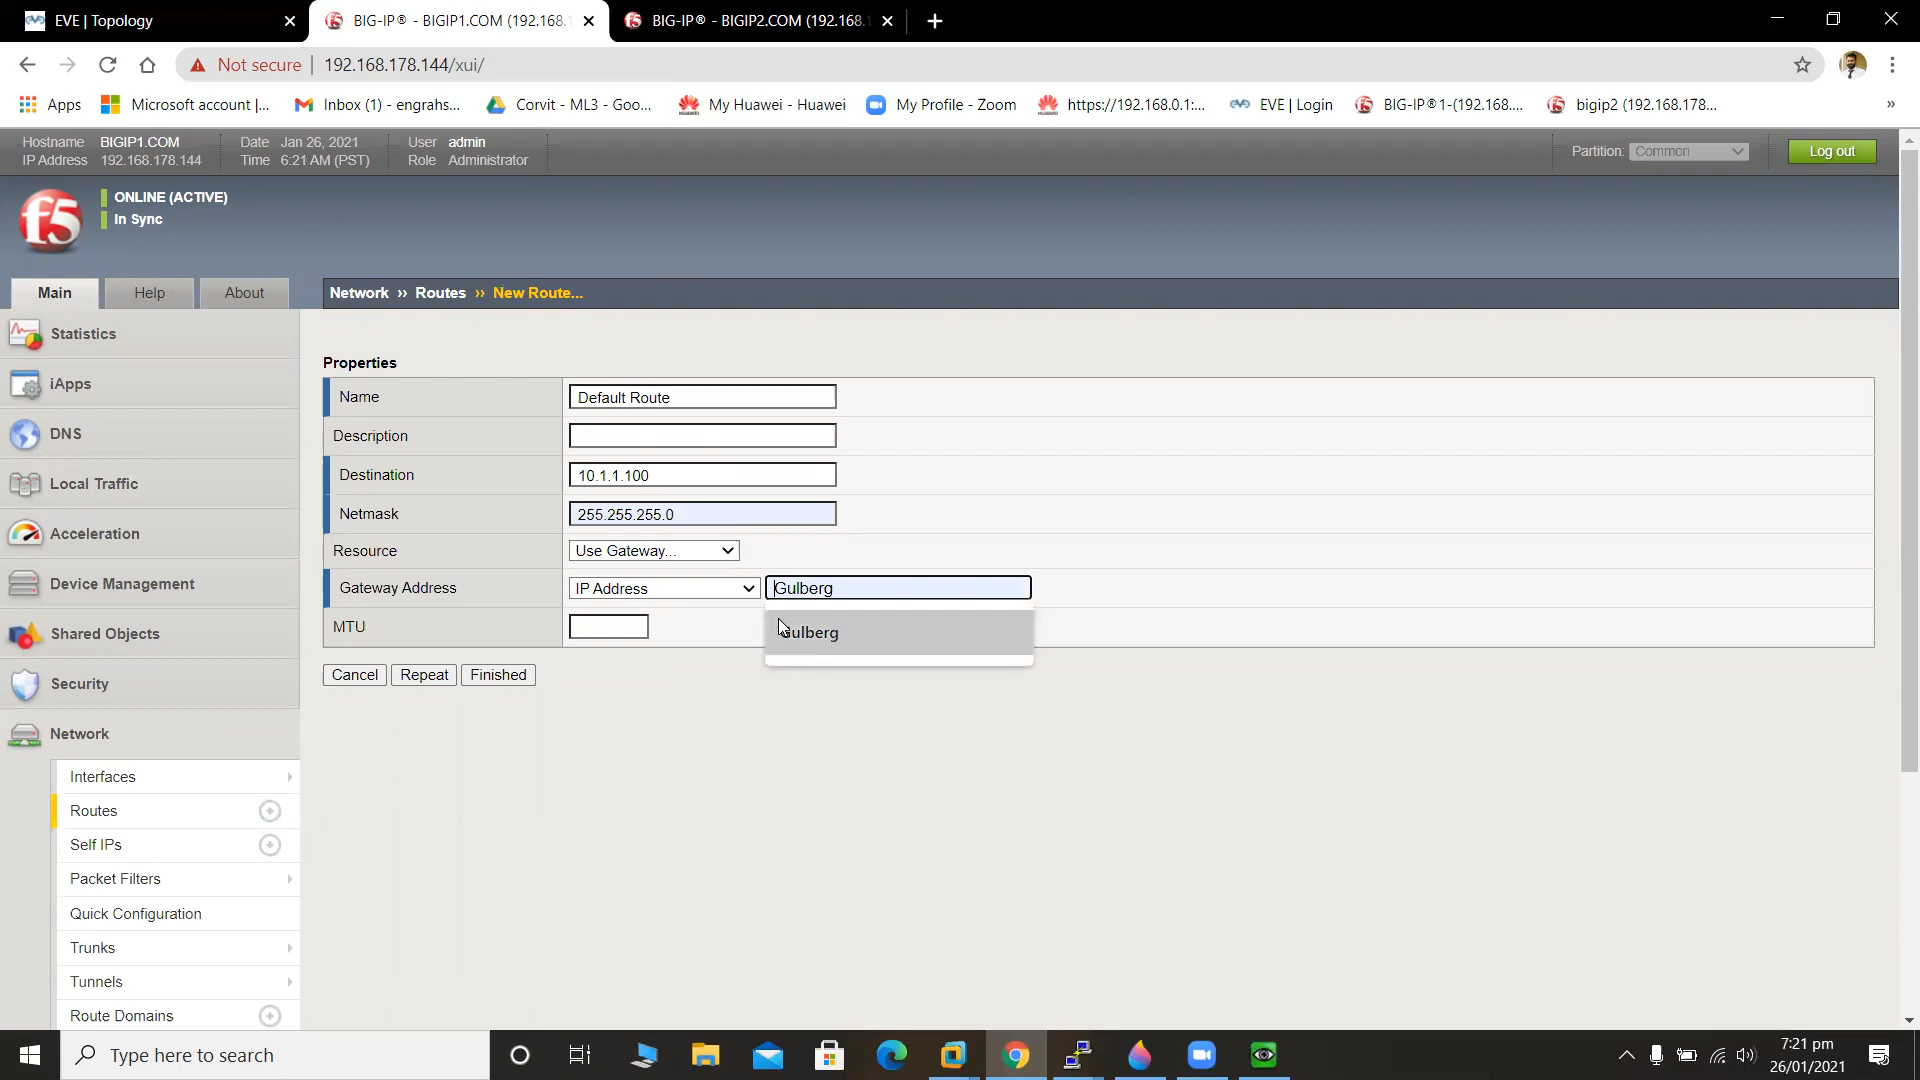 EVE | Topology
BIG-IP® - BIGIP1.COM (192.168.
BIG-IP® - BIGIP2.COM (192.168.1
Not secure
192.168.178.144/xui/
Apps
Microsoft account |...
Inbox (1) - engrahs...
Corvit - ML3 - Goo...
My Huawei - Huawei
My Profile - Zoom
https://192.168.0.1:...
EVE | Login
BIG-IP®1-(192.168....
bigip2 (192.168.178...
»
Hostname BIGIP1.COM
IP Address 192.168.178.144
Date Jan 26, 2021
Time 6:21 AM (PST)
User admin
Role Administrator
Partition: Common
Log out
f5
ONLINE (ACTIVE)
In Sync
Main
Help
About
Network ›› Routes ›› New Route...
Statistics
iApps
DNS
Local Traffic
Acceleration
Device Management
Shared Objects
Security
Network
Interfaces
Routes
Self IPs
Packet Filters
Quick Configuration
Trunks
Tunnels
Route Domains
Properties
Name Default Route
Description
Destination 10.1.1.100
Netmask 255.255.255.0
Resource Use Gateway...
Gateway Address IP Address Gulberg
MTU
Gulberg
Cancel Repeat Finished
Type here to search
7:21 pm
26/01/2021